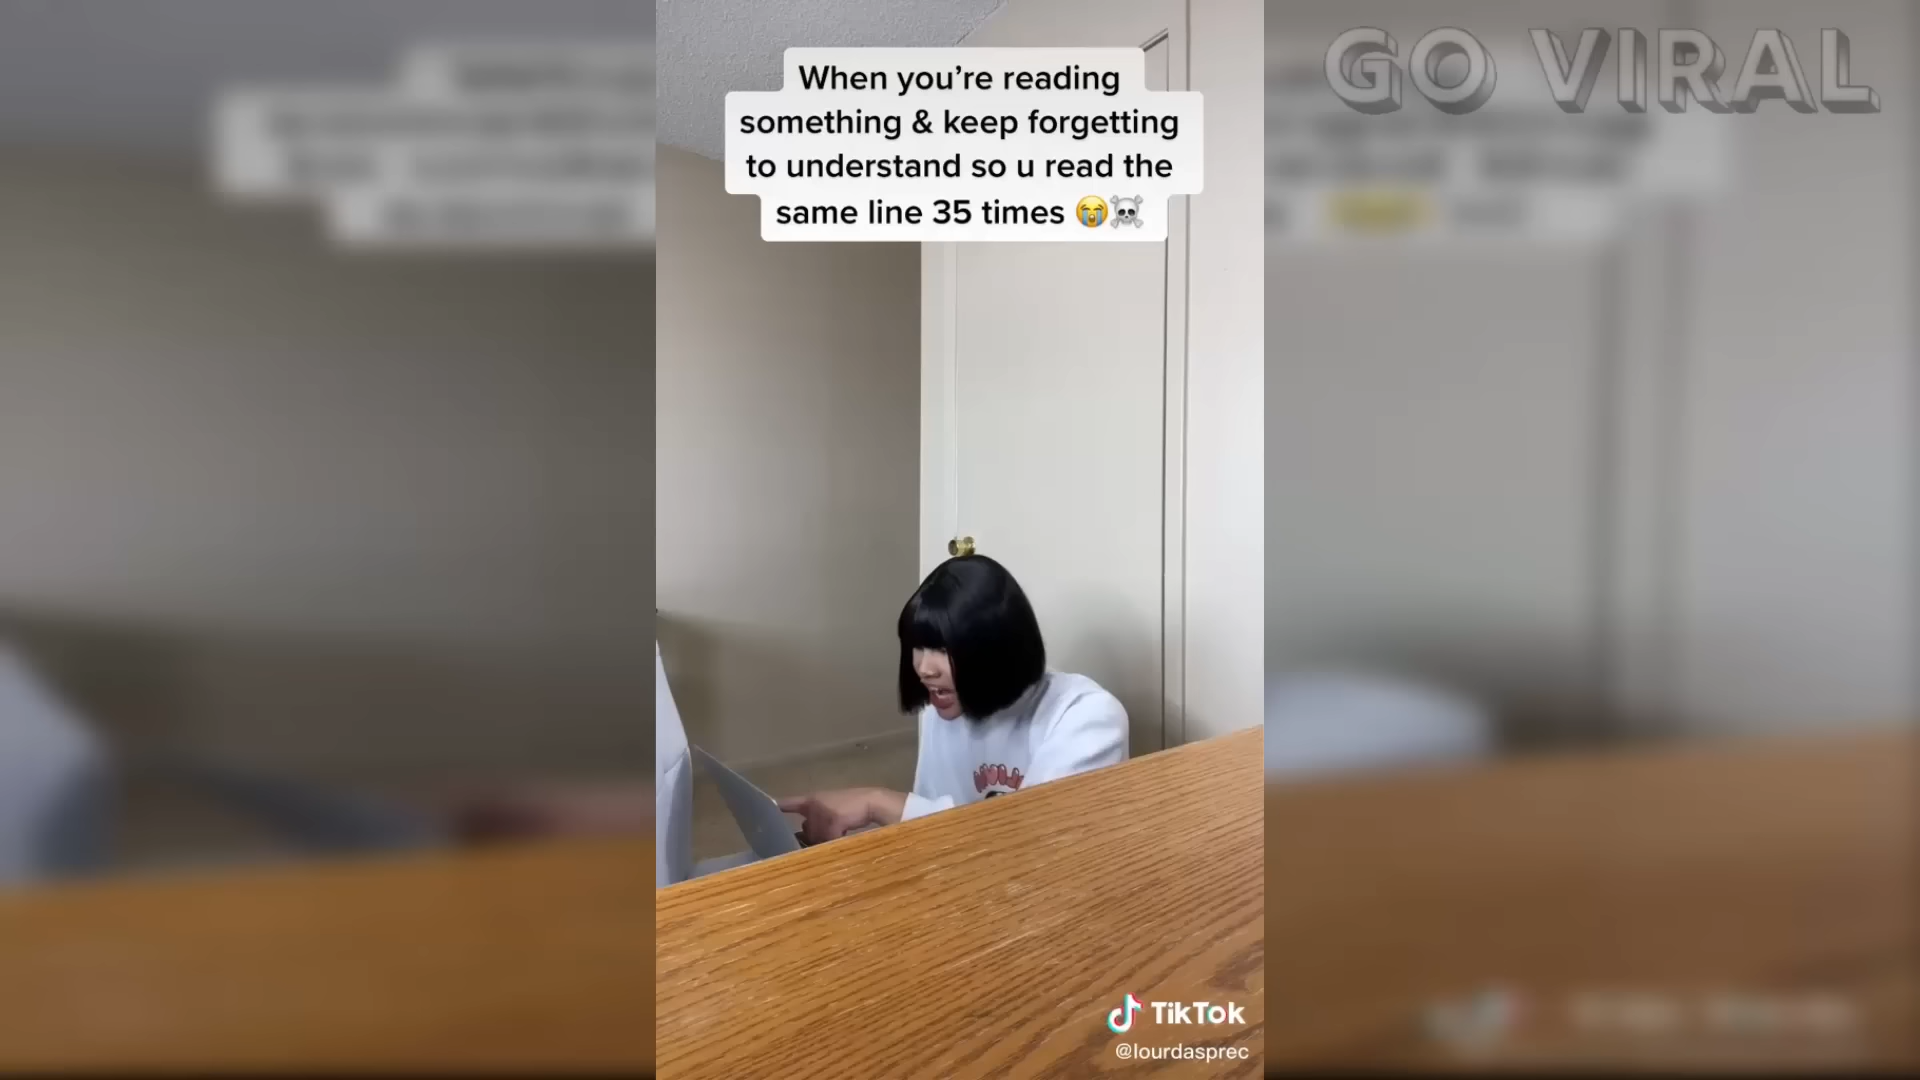 When you’re reading
something & keep forgetting
to understand so u read the
same line 35 times 😭☠️
GO VIRAL
TikTok
@lourdasprec